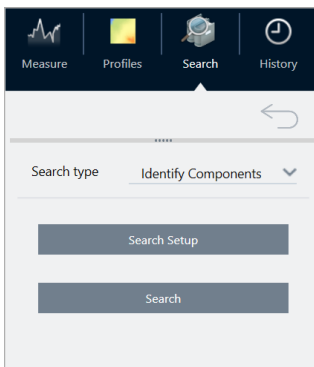 Measure Profiles Search History
Search type Identify Components
Search Setup
Search